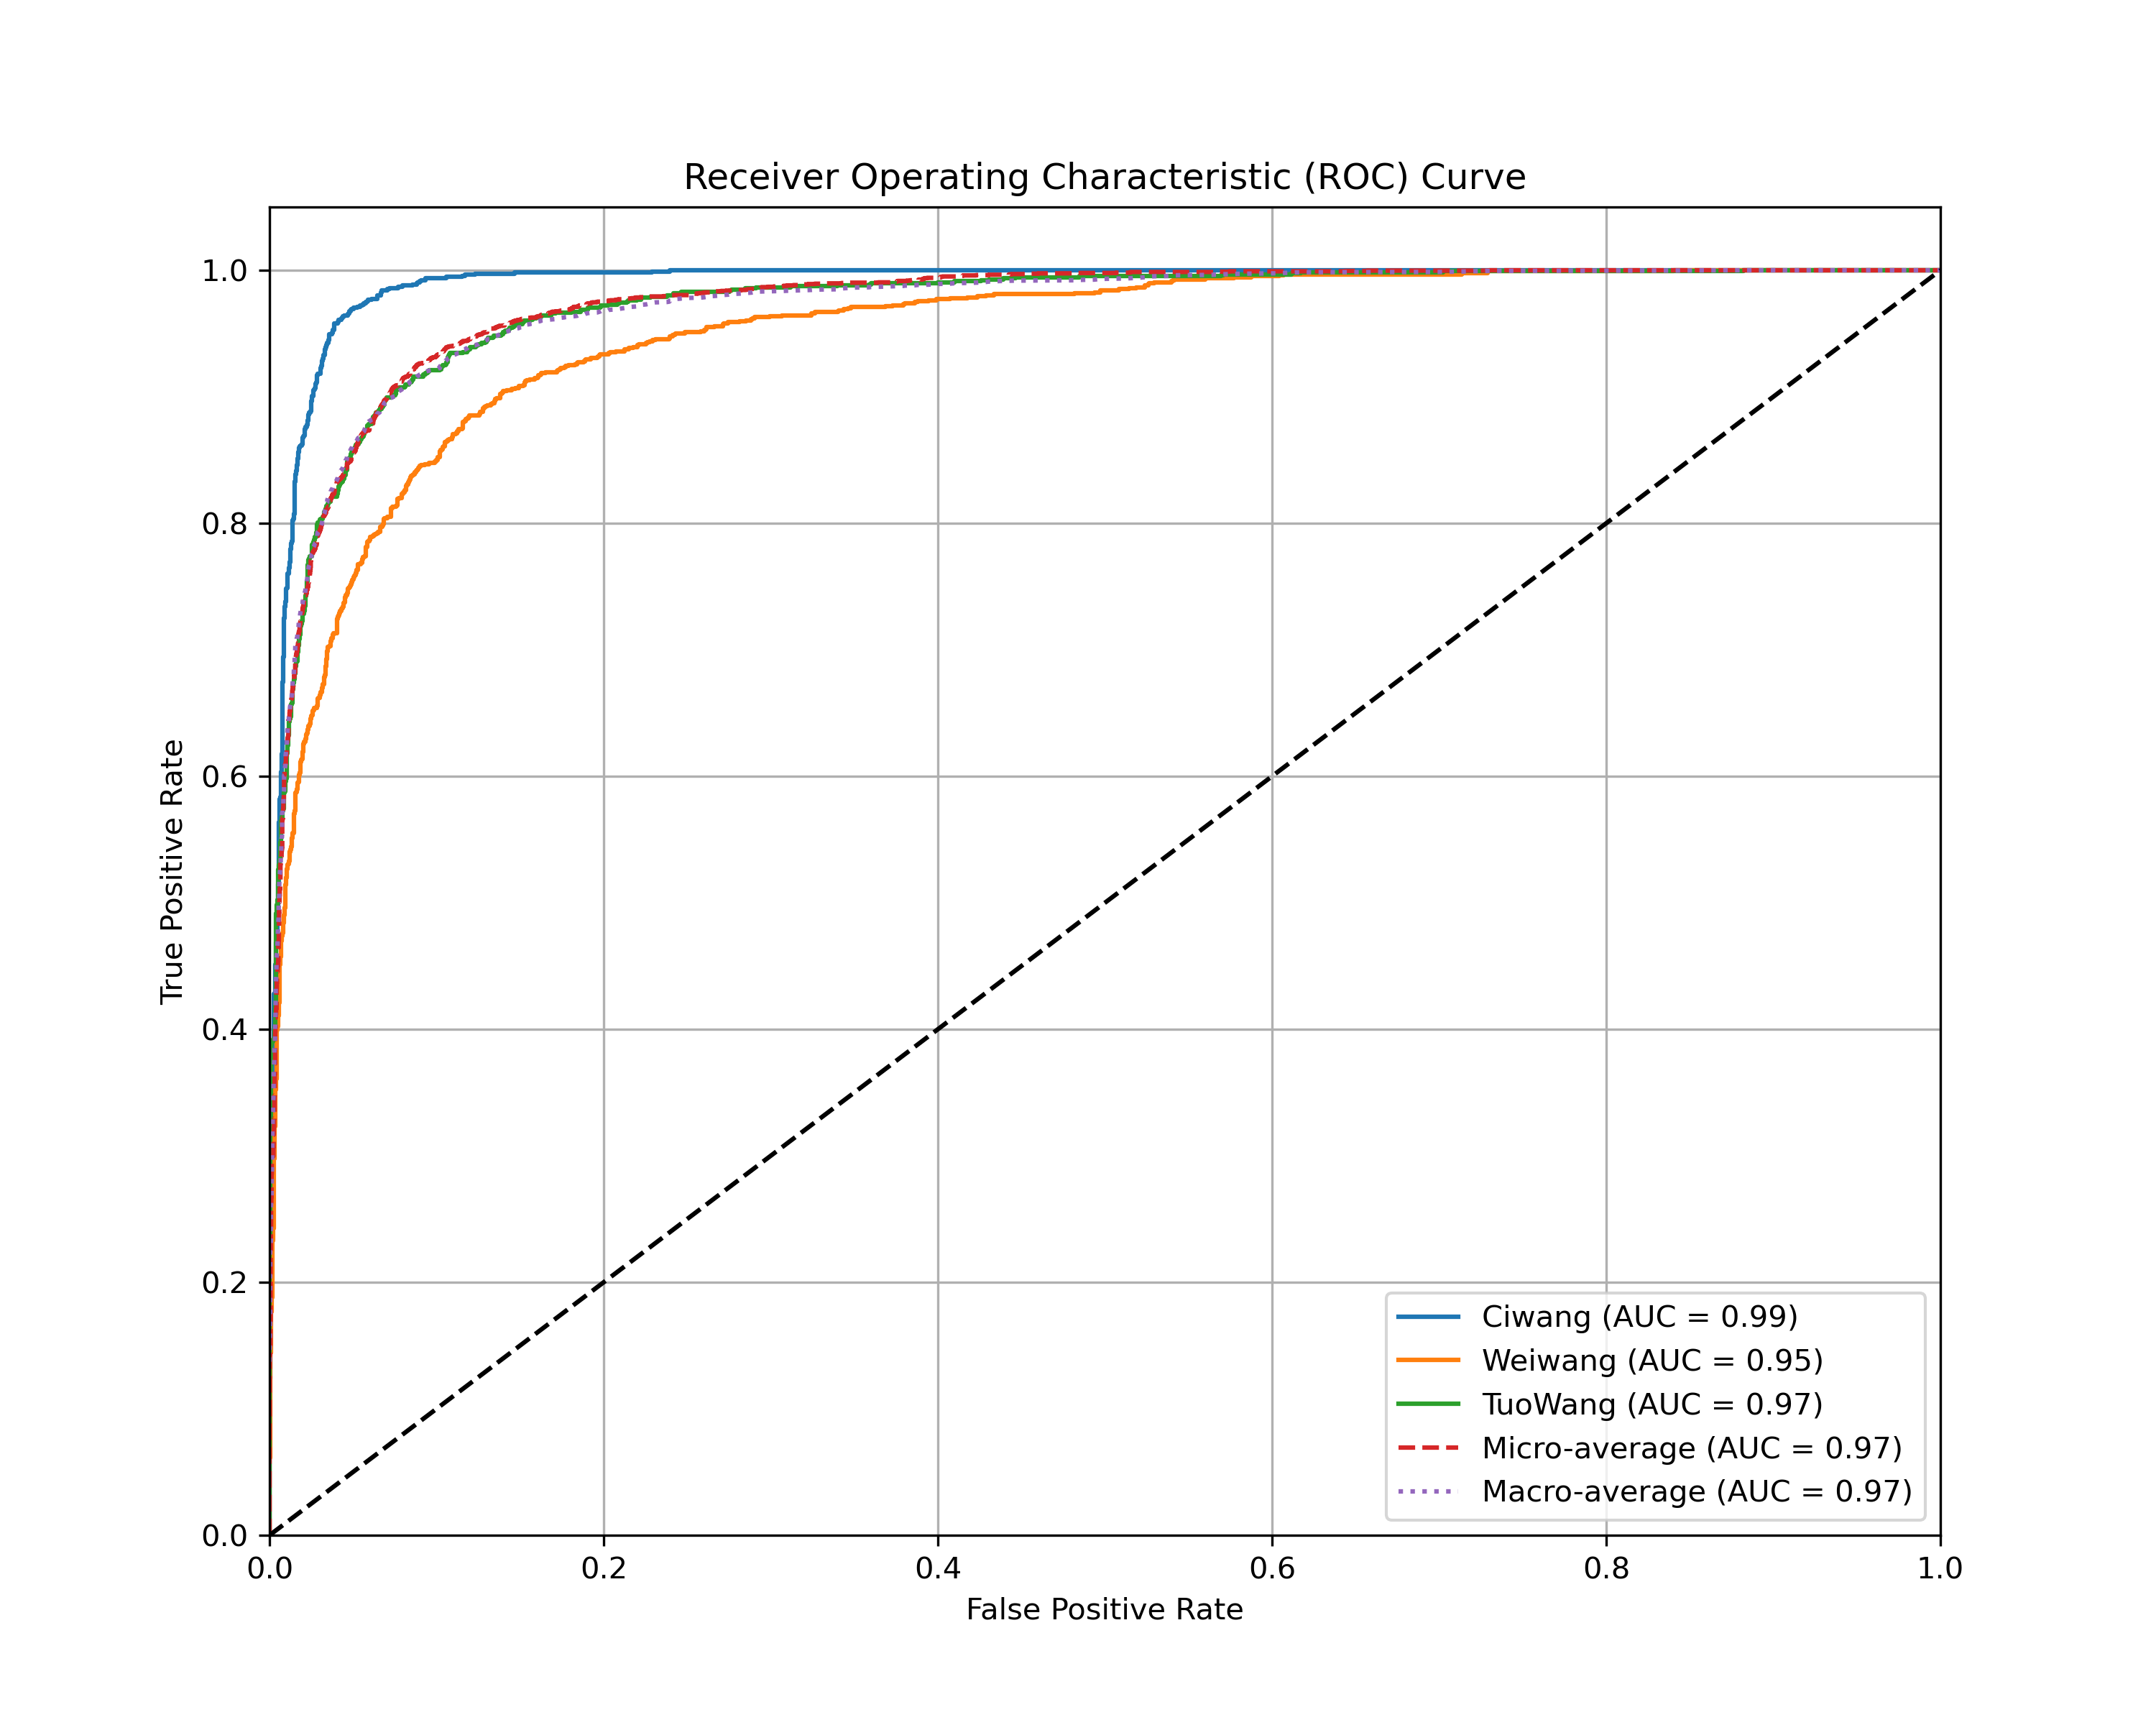 Receiver Operating Characteristic (ROC) Curve
1.0
0.8
0.6
0.4
0.2
0.0
True Positive Rate
0.0 0.2 0.4 0.6 0.8 1.0
False Positive Rate
Ciwang (AUC = 0.99)
Weiwang (AUC = 0.95)
TuoWang (AUC = 0.97)
Micro-average (AUC = 0.97)
Macro-average (AUC = 0.97)